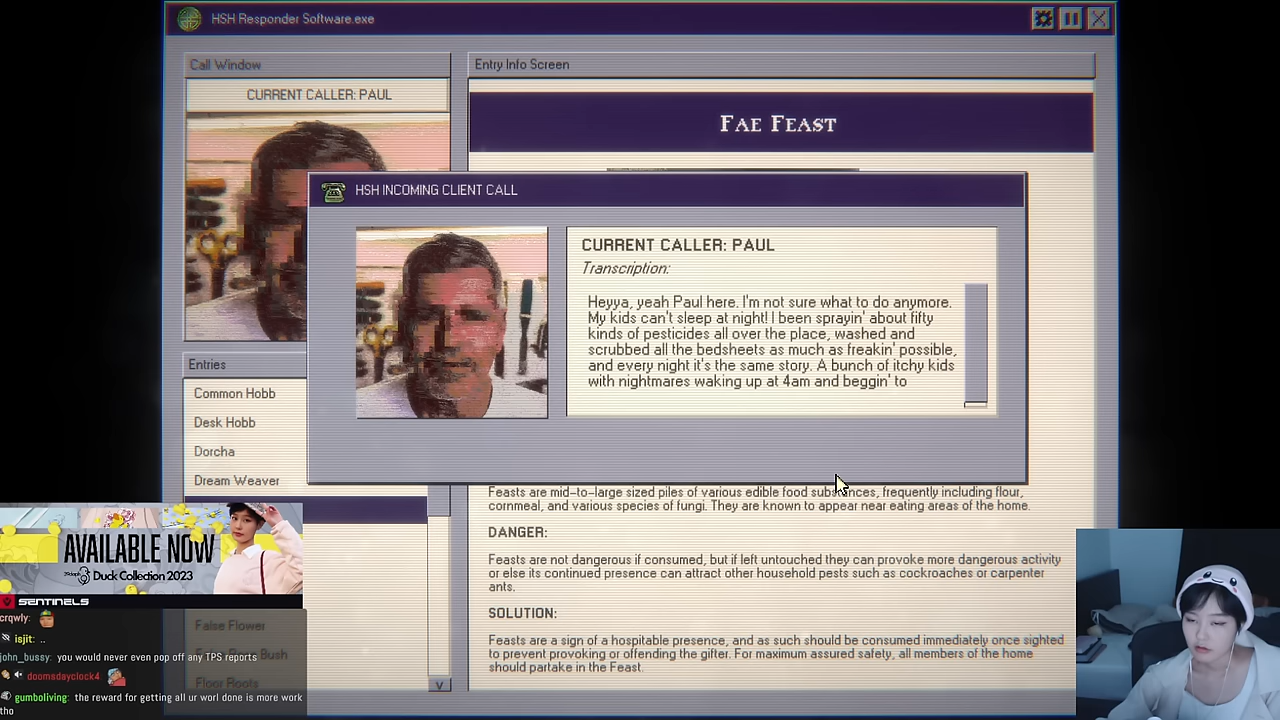 HSH Responder Software.exe
Call Window
Entry Info Screen
CURRENT CALLER: PAUL
FAE FEAST
HSH INCOMING CLIENT CALL
CURRENT CALLER: PAUL
Transcription:
Heyya, yeah Paul here. I'm not sure what to do anymore.
My kids can't sleep at night! I been sprayin' about fifty
kinds of pesticides all over the place, washed and
scrubbed all the bedsheets as much as freakin' possible,
and every night it's the same story. A bunch of itchy kids
with nightmares waking up at 4am and beggin' to
Entries
Common Hobb
Desk Hobb
Dorcha
Dream Weaver
False Flower
Bush
Floor Roots
Feasts are mid-to-large sized piles of various edible food substances, frequently including flour,
cornmeal, and various species of fungi. They are known to appear near eating areas of the home.
DANGER:
Feasts are not dangerous if consumed, but if left untouched they can provoke more dangerous activity
or else its continued presence can attract other household pests such as cockroaches or carpenter
ants.
SOLUTION:
Feasts are a sign of a hospitable presence, and as such should be consumed immediately once sighted
to prevent provoking or offending the gifter. For maximum assured safety, all members of the home
should partake in the Feast.
AVAILABLE NOW
Duck Collection 2023
SENTINELS
crqwly:
isjit: ..
john_bussy: you would never even pop off any TPS reports
doomsdayclock4
gumboliving: the reward for getting all ur worl done is more work
tho